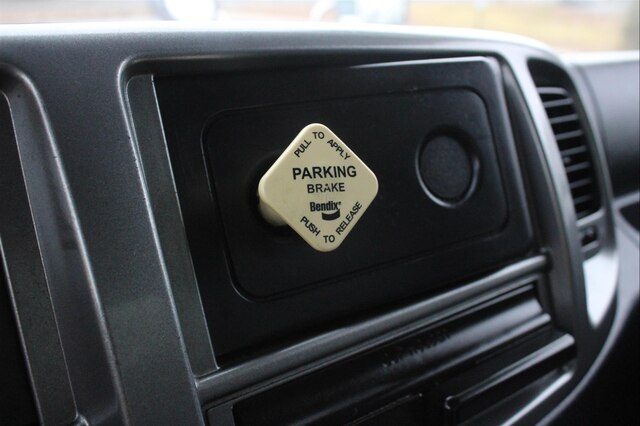 PULL TO APPLY
PARKING
BRAKE
Bendix
PUSH TO RELEASE